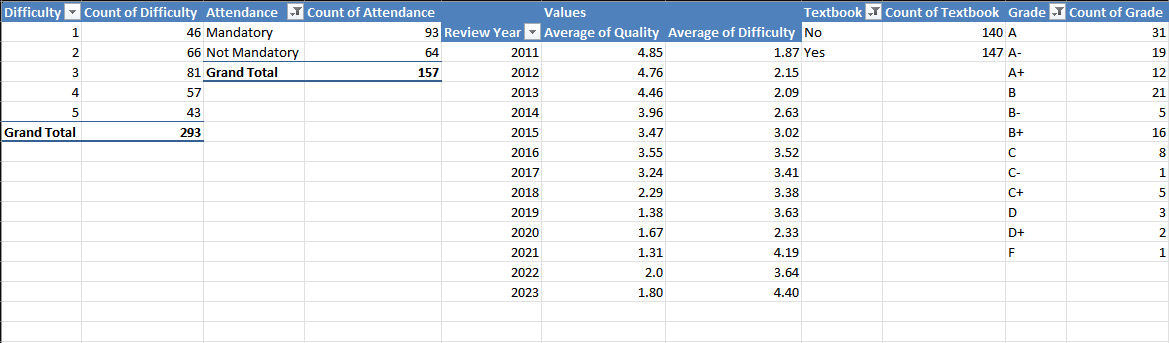 Difficulty Count of Difficulty Attendance Count of Attendance Values Textbook Count of Textbook Grade Count of Grade
1 46 Mandatory 93 Review Year Average of Quality Average of Difficulty No 140 A 31
2 66 Not Mandatory 64 2011 4.85 1.87 Yes 147 A- 19
3 81 Grand Total 157 2012 4.76 2.15 A+ 12
4 57 2013 4.46 2.09 B 21
5 43 2014 3.96 2.63 B- 5
Grand Total 293 2015 3.47 3.02 B+ 16
2016 3.55 3.52 C 8
2017 3.24 3.41 C- 1
2018 2.29 3.38 C+ 5
2019 1.38 3.63 D 3
2020 1.67 2.33 D+ 2
2021 1.31 4.19 F 1
2022 2.0 3.64
2023 1.80 4.40